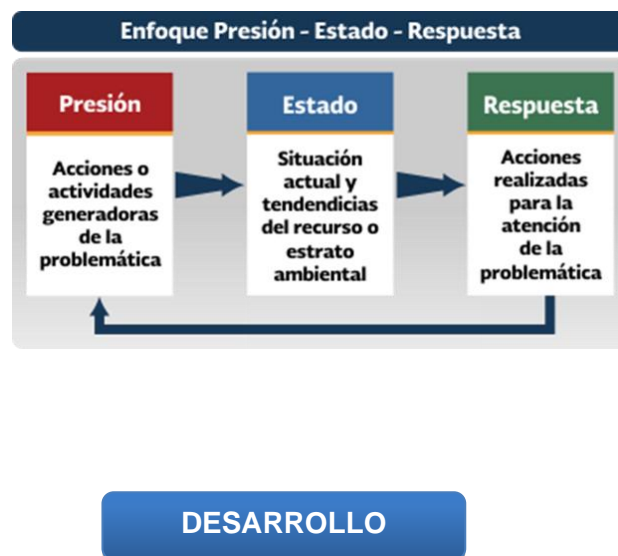 Enfoque Presión - Estado - Respuesta
Presión
Acciones o
actividades
generadoras
de la
problemática
Estado
Situación
actual y
tendendicias
del recurso o
estrato
ambiental
Respuesta
Acciones
realizadas
para la
atención
de la
problemática
DESARROLLO